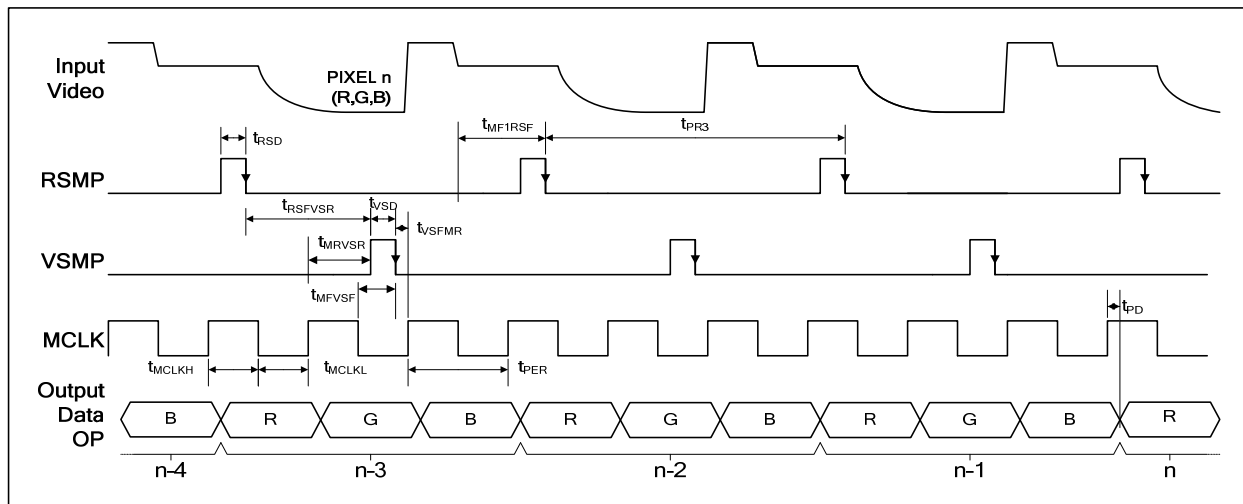 Input
Video
PIXEL n
(R,G,B)
tRSD
tMF1RSF
tPR3
RSMP
tRSFVSR
tVSD
tVSFMR
tMRVSR
VSMP
tMFVSF
tPD
MCLK
tMCLKH
tMCLKL
tPER
Output
Data
OP
B R G B R G B R G B R
n-4 n-3 n-2 n-1 n